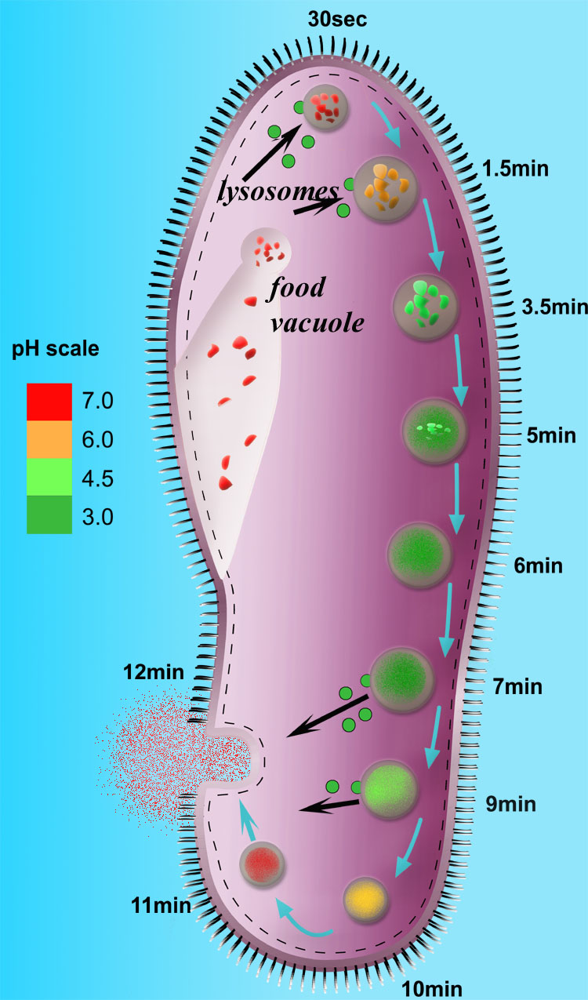 30sec
1.5min
lysosomes
food
vacuole
3.5min
pH scale
7.0
6.0
4.5
3.0
5min
6min
12min
7min
9min
11min
10min